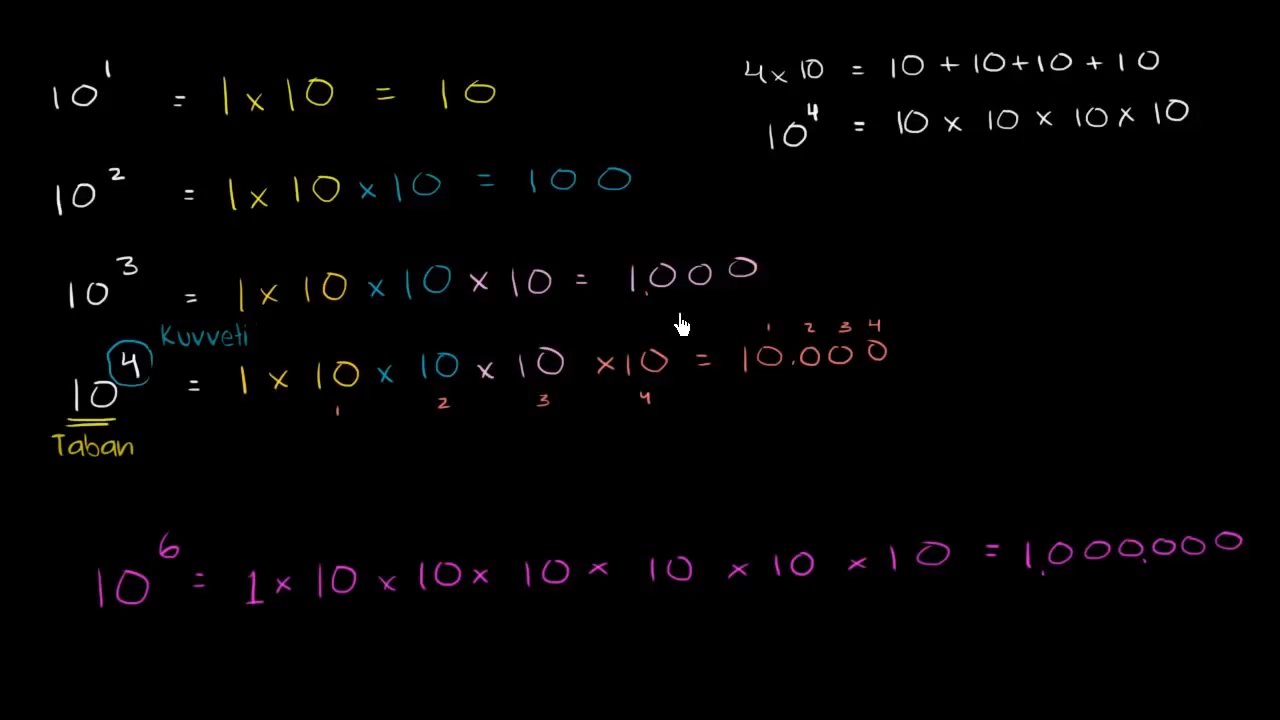 10¹ = 1 x 10 = 10
4 x 10 = 10 + 10 + 10 + 10
10⁴ = 10 x 10 x 10 x 10
10² = 1 x 10 x 10 = 100
10³ = 1 x 10 x 10 x 10 = 1.000
Kuvveti
1 2 3 4
10⁴ = 1 x 10 x 10 x 10 x 10 = 10.000
1 2 3 4
Taban
10⁶ = 1 x 10 x 10 x 10 x 10 x 10 x 10 = 1.000.000